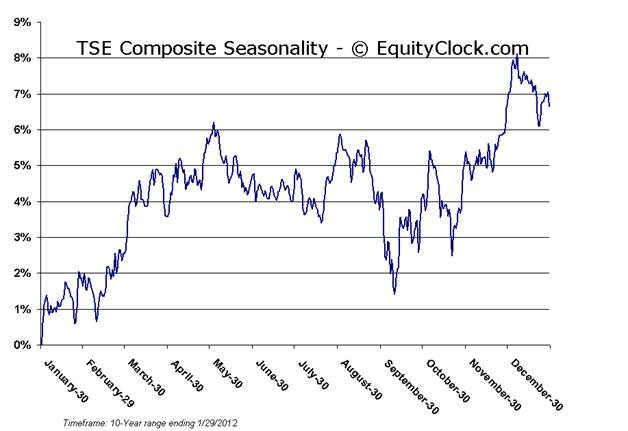 TSE Composite Seasonality - © EquityClock.com
9%
8%
7%
6%
5%
4%
3%
2%
1%
0%
January-30
February-29
March-30
April-30
May-30
June-30
July-30
August-30
September-30
October-30
November-30
December-30
Timeframe: 10-Year range ending 1/29/2012